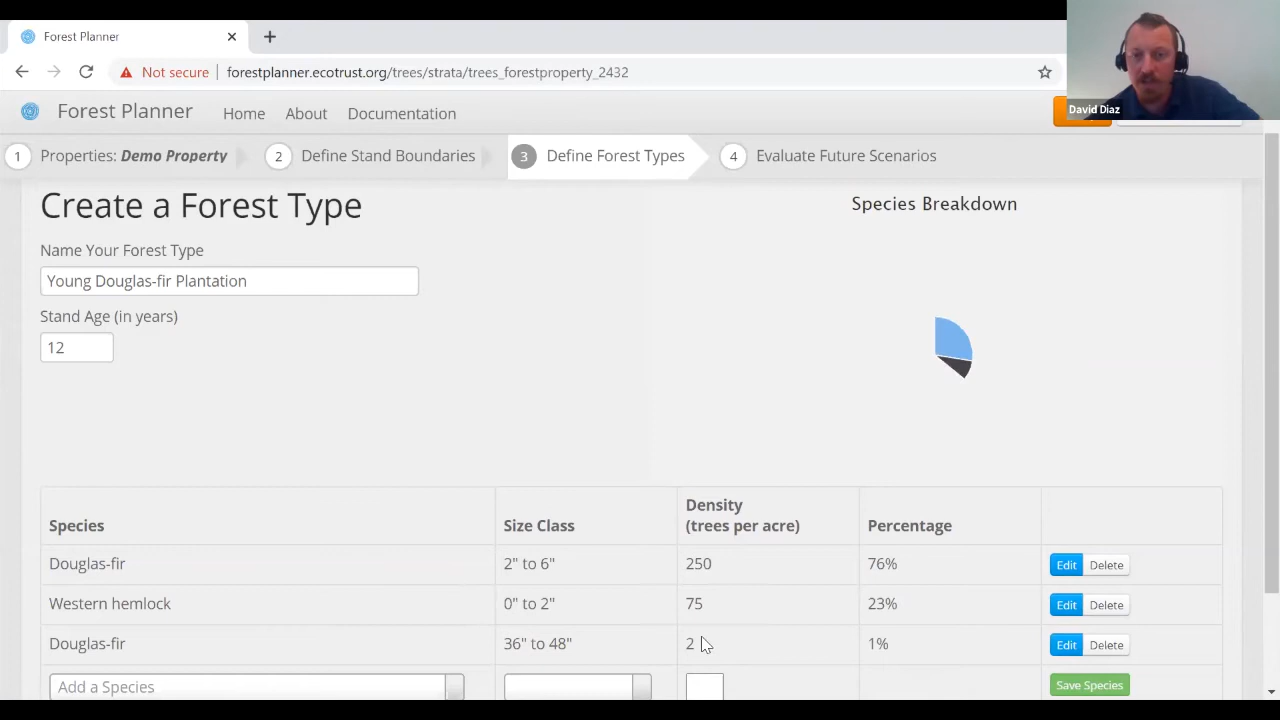 Forest Planner
Not secure forestplanner.ecotrust.org/trees/strata/trees_forestproperty_2432
David Diaz
Forest Planner Home About Documentation
1 Properties: Demo Property 2 Define Stand Boundaries 3 Define Forest Types 4 Evaluate Future Scenarios
Create a Forest Type
Species Breakdown
Name Your Forest Type
Young Douglas-fir Plantation
Stand Age (in years)
12
Species Size Class Density (trees per acre) Percentage
Douglas-fir 2" to 6" 250 76% Edit Delete
Western hemlock 0" to 2" 75 23% Edit Delete
Douglas-fir 36" to 48" 2 1% Edit Delete
Add a Species Save Species